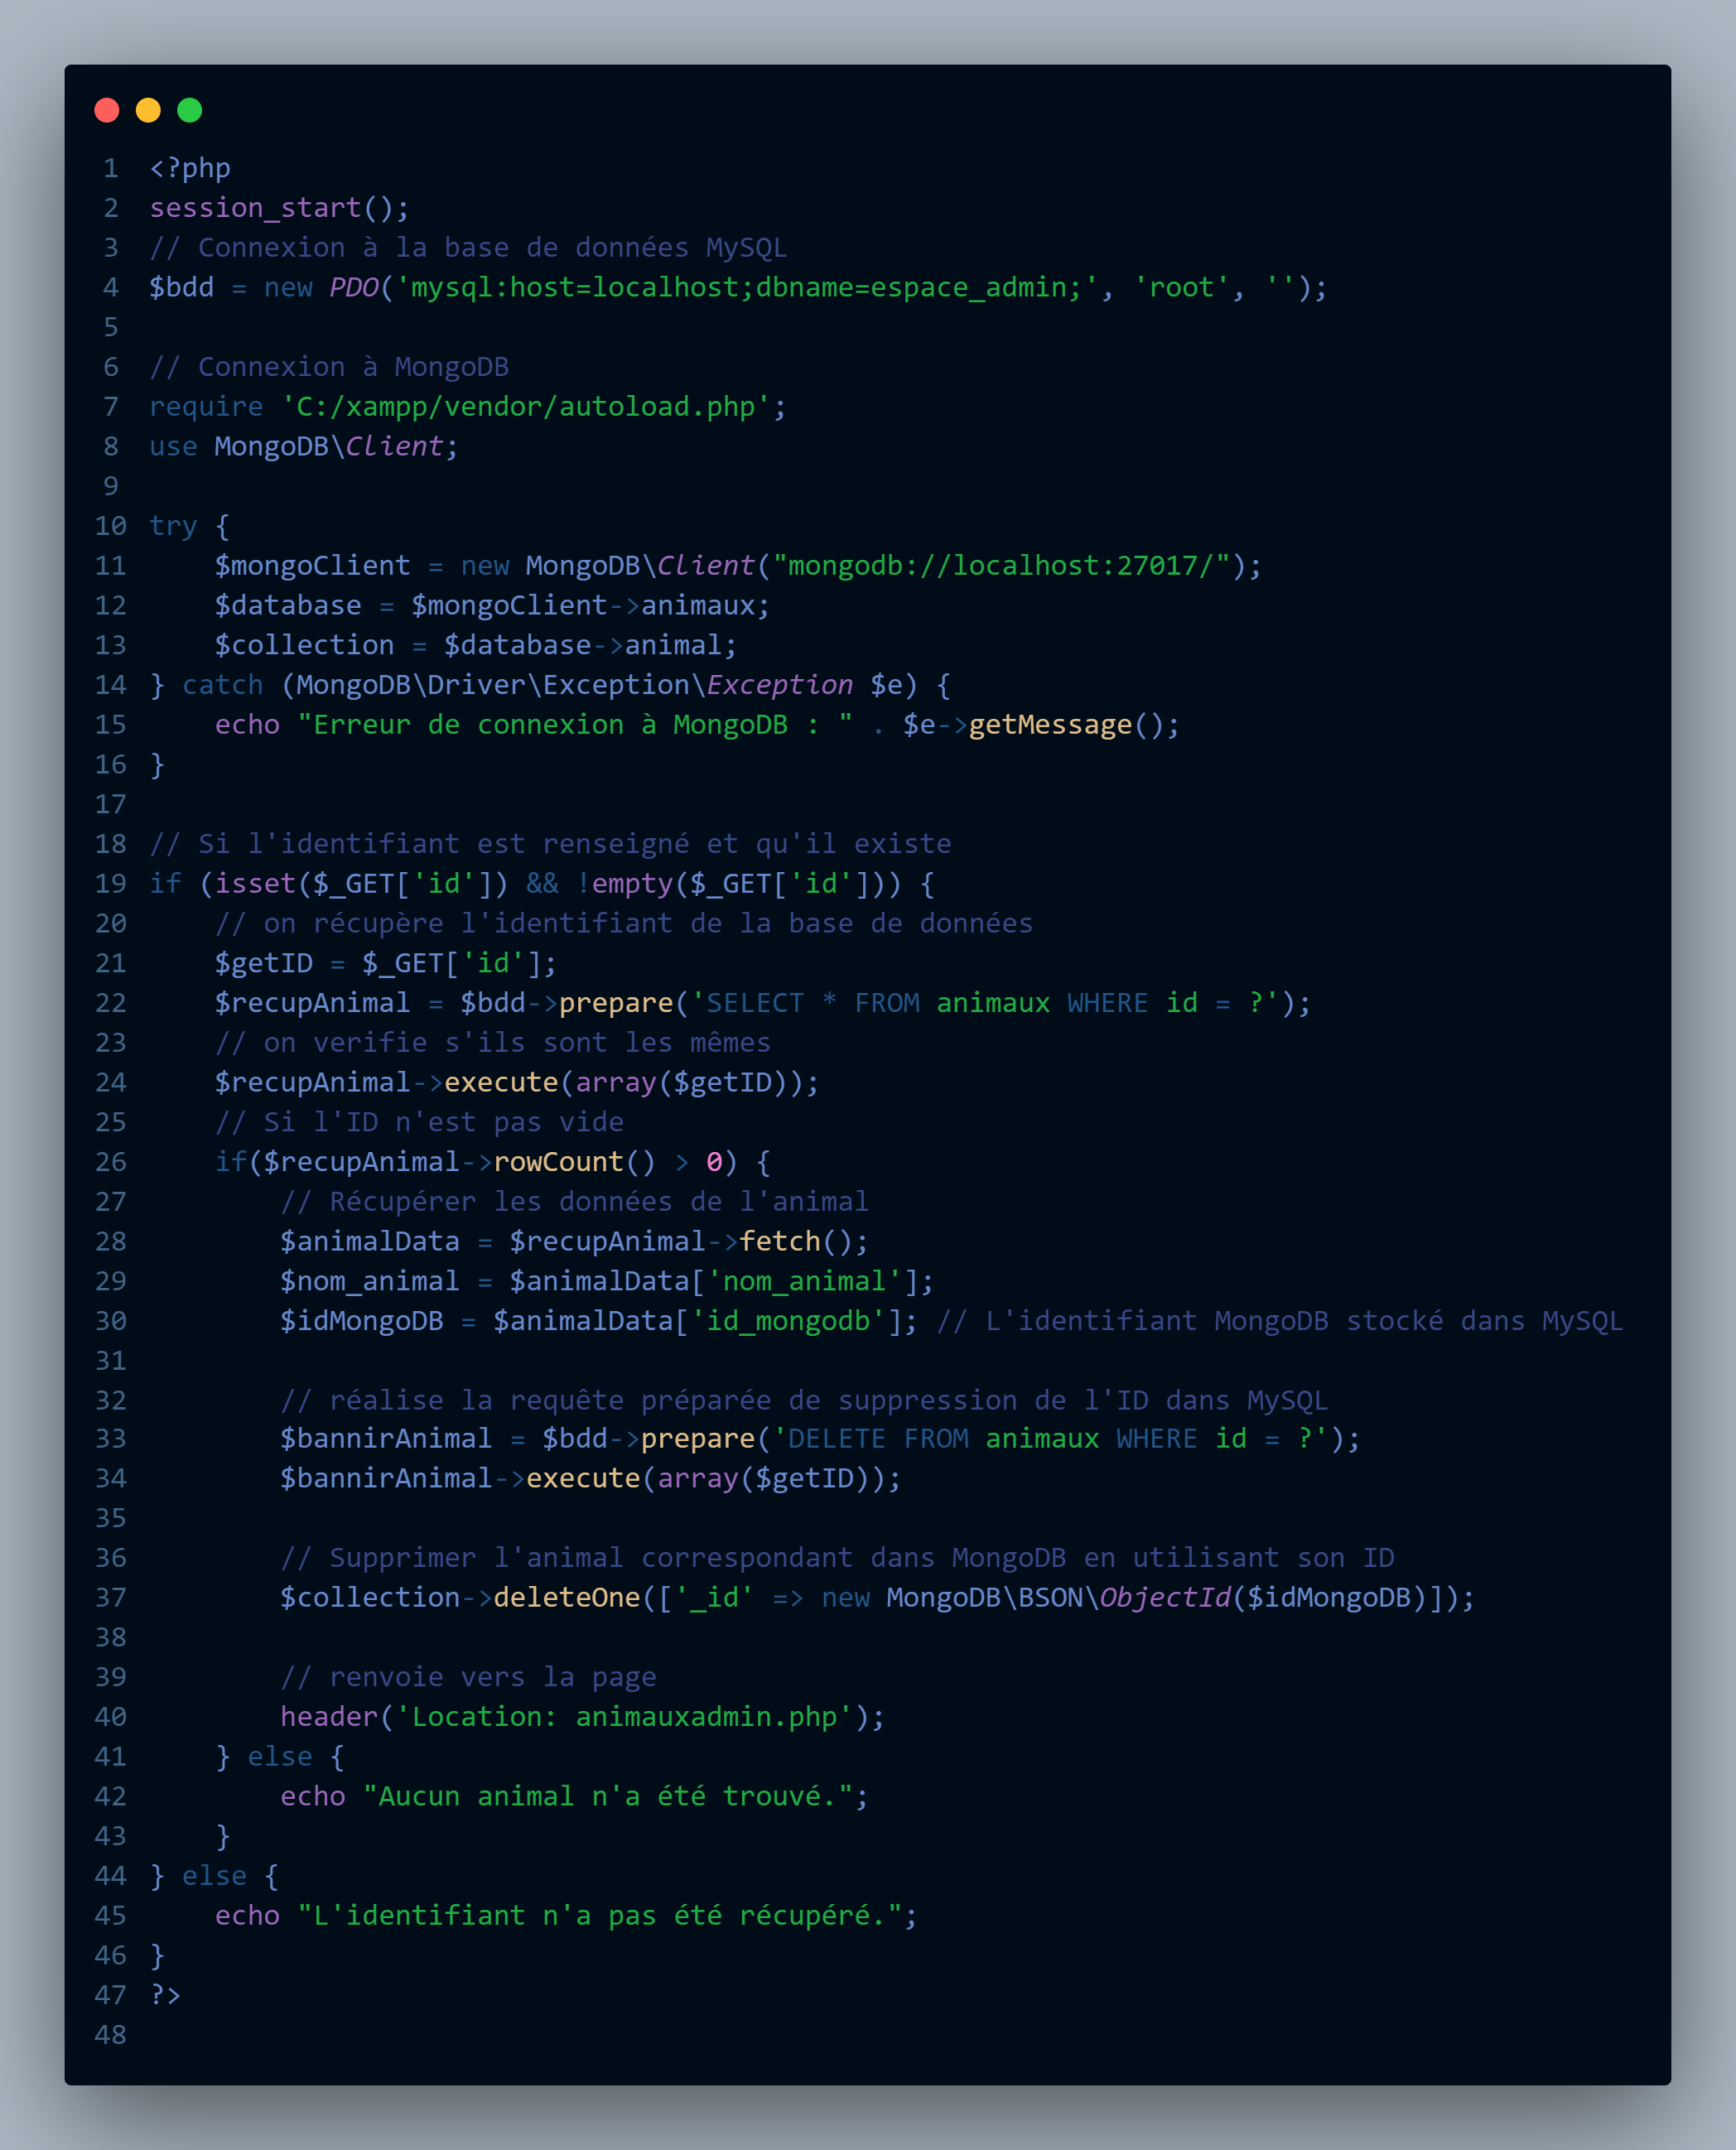 1 <?php
2 session_start();
3 // Connexion à la base de données MySQL
4 $bdd = new PDO('mysql:host=localhost;dbname=espace_admin;', 'root', '');
5
6 // Connexion à MongoDB
7 require 'C:/xampp/vendor/autoload.php';
8 use MongoDB\Client;
9
10 try {
11     $mongoClient = new MongoDB\Client("mongodb://localhost:27017/");
12     $database = $mongoClient->animaux;
13     $collection = $database->animal;
14 } catch (MongoDB\Driver\Exception\Exception $e) {
15     echo "Erreur de connexion à MongoDB : " . $e->getMessage();
16 }
17
18 // Si l'identifiant est renseigné et qu'il existe
19 if (isset($_GET['id']) && !empty($_GET['id'])) {
20     // on récupère l'identifiant de la base de données
21     $getID = $_GET['id'];
22     $recupAnimal = $bdd->prepare('SELECT * FROM animaux WHERE id = ?');
23     // on verifie s'ils sont les mêmes
24     $recupAnimal->execute(array($getID));
25     // Si l'ID n'est pas vide
26     if($recupAnimal->rowCount() > 0) {
27         // Récupérer les données de l'animal
28         $animalData = $recupAnimal->fetch();
29         $nom_animal = $animalData['nom_animal'];
30         $idMongoDB = $animalData['id_mongodb']; // L'identifiant MongoDB stocké dans MySQL
31
32         // réalise la requête préparée de suppression de l'ID dans MySQL
33         $bannirAnimal = $bdd->prepare('DELETE FROM animaux WHERE id = ?');
34         $bannirAnimal->execute(array($getID));
35
36         // Supprimer l'animal correspondant dans MongoDB en utilisant son ID
37         $collection->deleteOne(['_id' => new MongoDB\BSON\ObjectId($idMongoDB)]);
38
39         // renvoie vers la page
40         header('Location: animauxadmin.php');
41     } else {
42         echo "Aucun animal n'a été trouvé.";
43     }
44 } else {
45     echo "L'identifiant n'a pas été récupéré.";
46 }
47 ?>
48